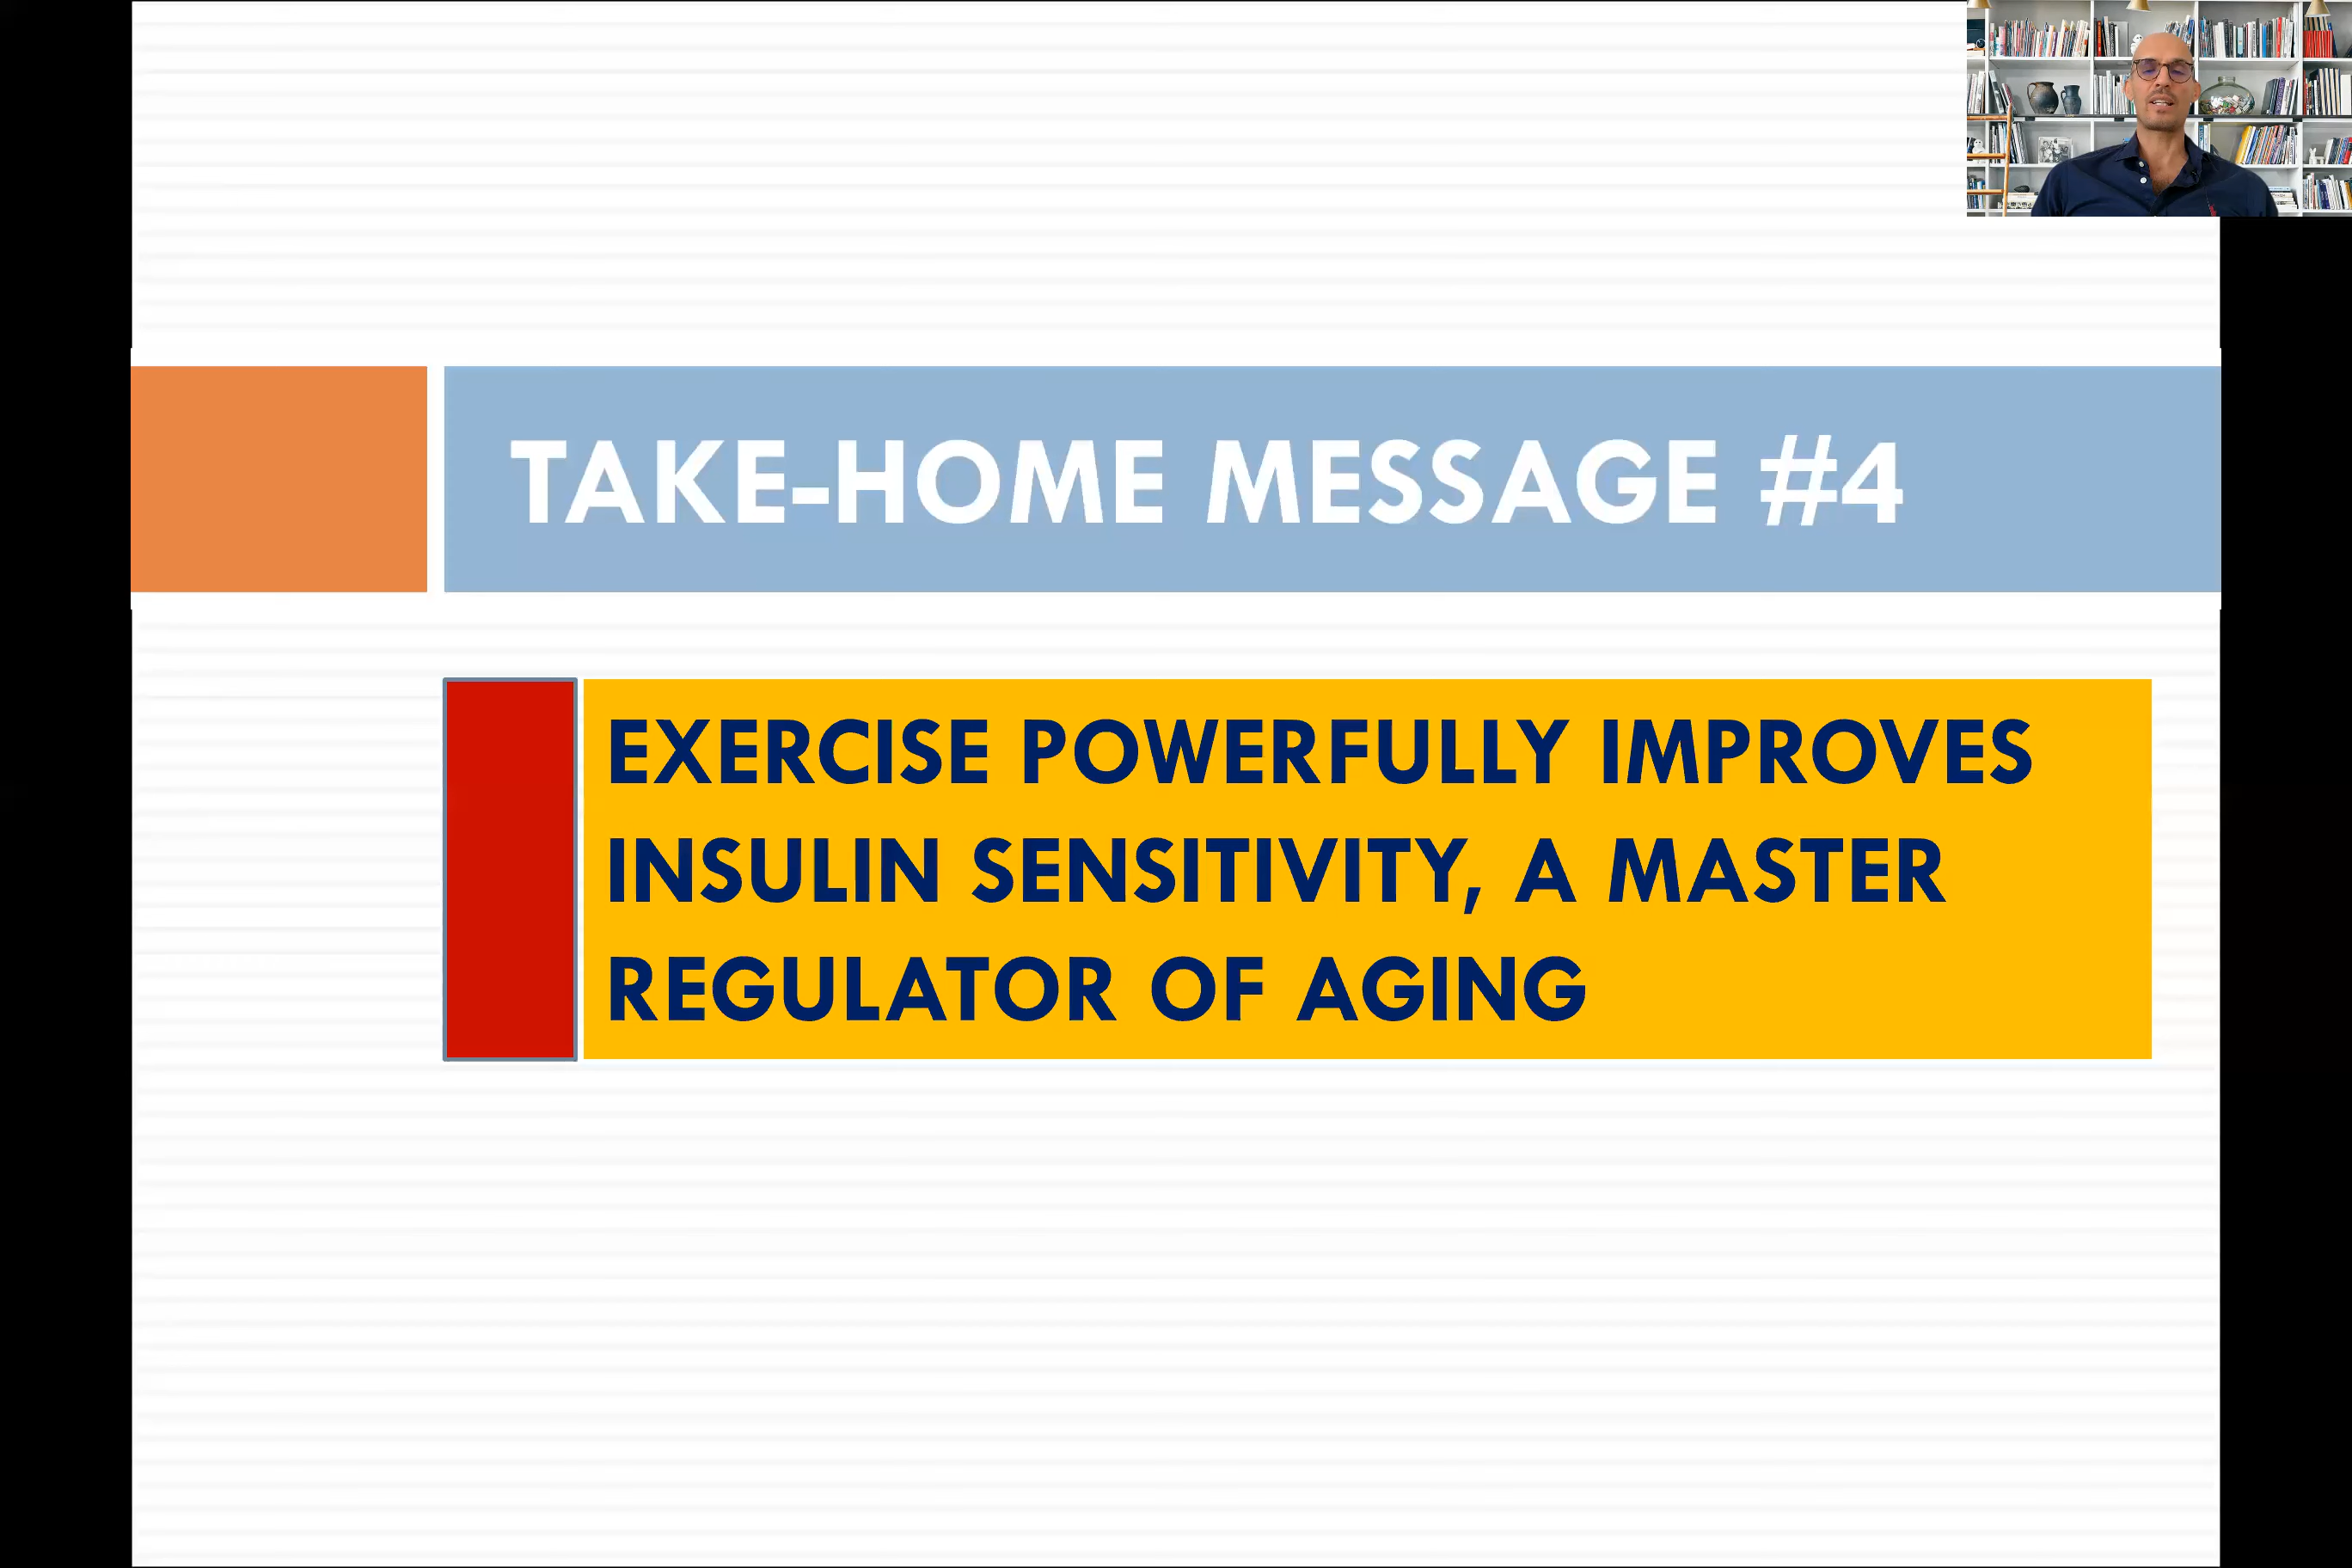 TAKE-HOME MESSAGE #4
EXERCISE POWERFULLY IMPROVES
INSULIN SENSITIVITY, A MASTER
REGULATOR OF AGING